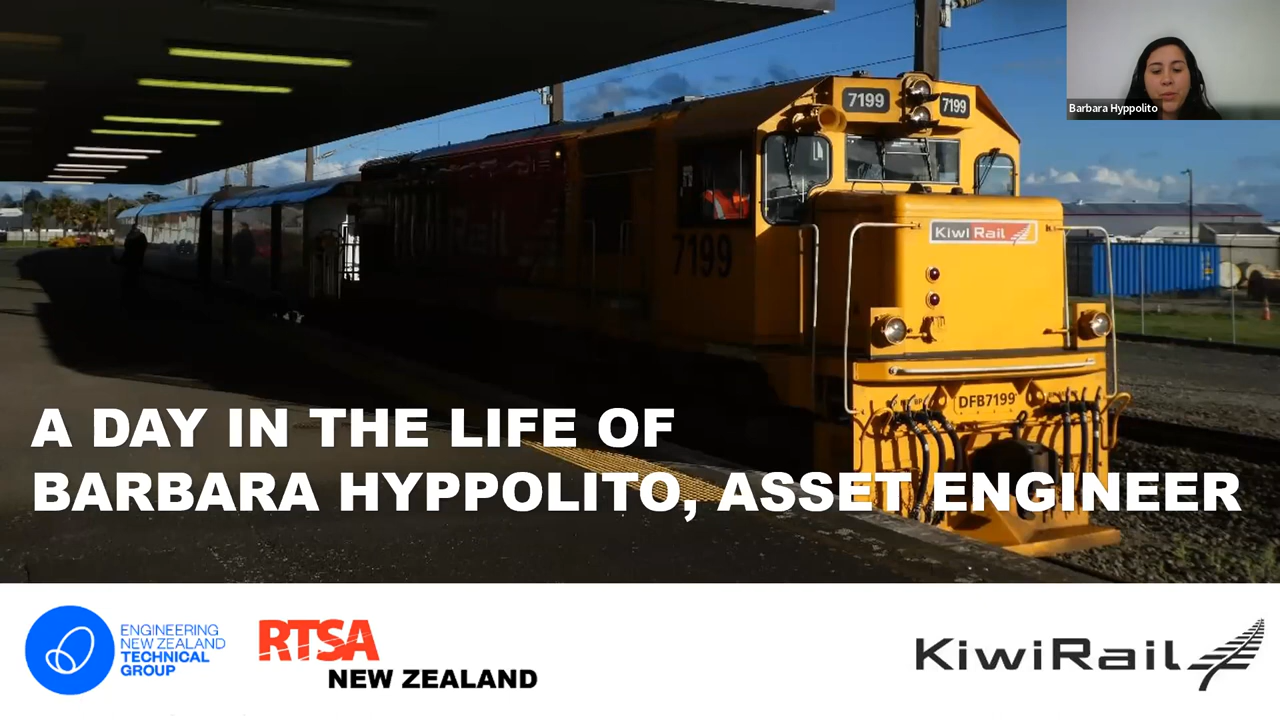 7199
7199
Barbara Hyppolito
KiwiRail
KiwiRail
7199
DFB7199
A DAY IN THE LIFE OF
BARBARA HYPPOLITO, ASSET ENGINEER
ENGINEERING
NEW ZEALAND
TECHNICAL
GROUP
RTSA
NEW ZEALAND
KiwiRail